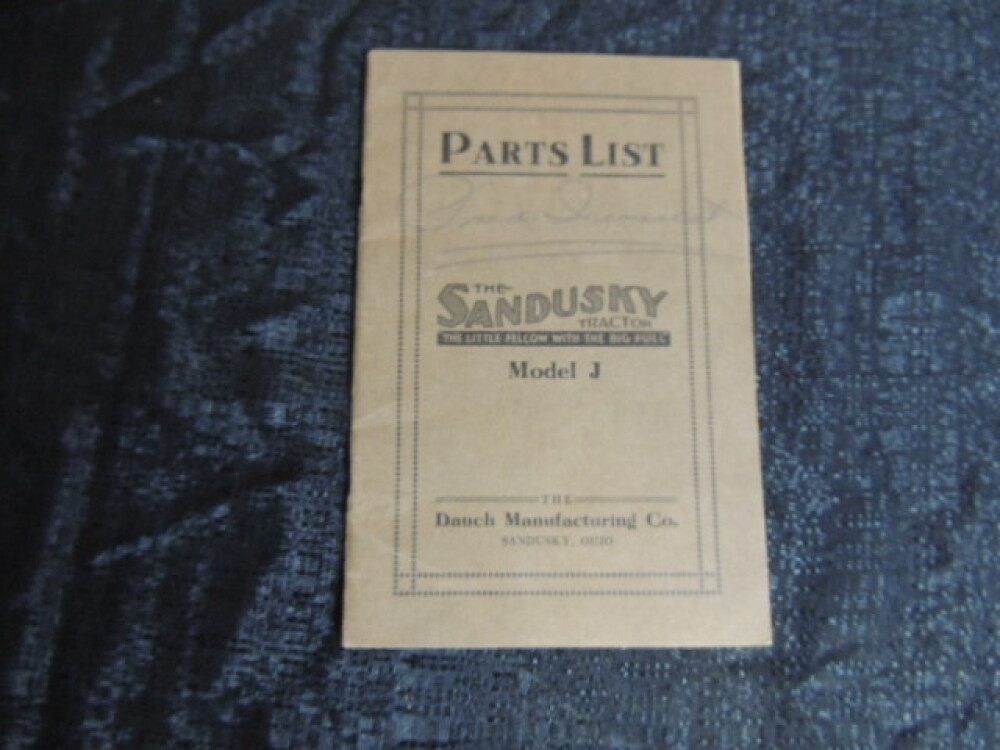 PARTS LIST
THE
SANDUSKY
TRACTOR
THE LITTLE FELLOW WITH THE BIG PULL
Model J
THE
Dauch Manufacturing Co.
SANDUSKY, OHIO